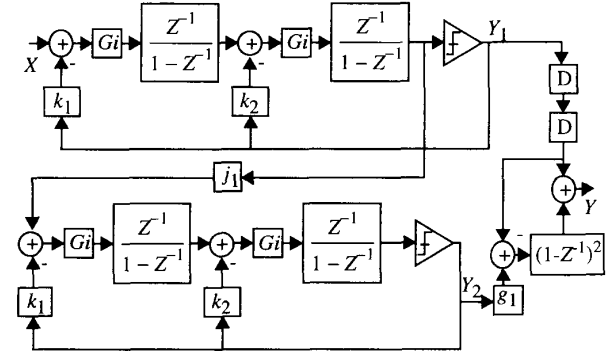 X
+
-
Gi
Z⁻¹
1 − Z⁻¹
+
-
Gi
Z⁻¹
1 − Z⁻¹
Y₁
k₁
k₂
D
D
j₁
+
-
Gi
Z⁻¹
1 − Z⁻¹
+
-
Gi
Z⁻¹
1 − Z⁻¹
k₁
k₂
Y₂
g₁
+
-
(1-Z⁻¹)²
+
Y